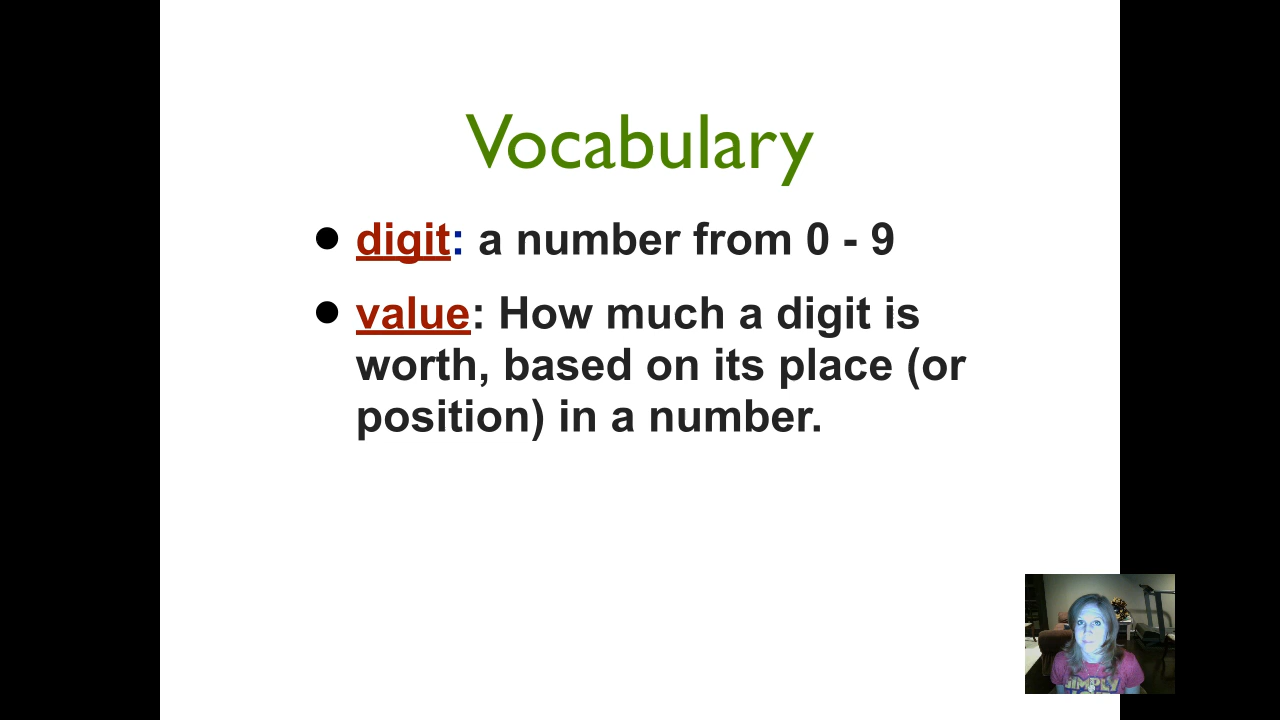 Vocabulary
• digit: a number from 0 - 9
• value: How much a digit is
worth, based on its place (or
position) in a number.
SIMPLY